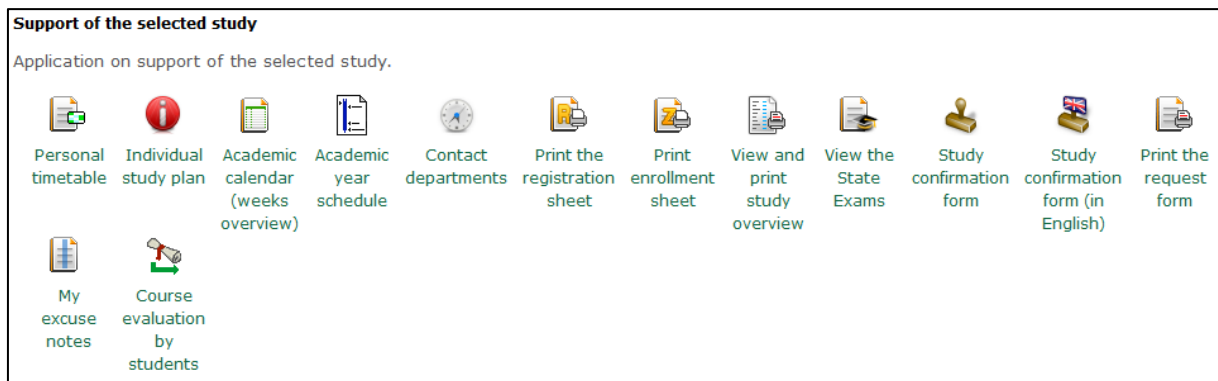 Support of the selected study
Application on support of the selected study.
Personal
timetable
Individual
study plan
Academic
calendar
(weeks
overview)
Academic
year
schedule
Contact
departments
Print the
registration
sheet
Print
enrollment
sheet
View and
print
study
overview
View the
State
Exams
Study
confirmation
form
Study
confirmation
form (in
English)
Print the
request
form
My
excuse
notes
Course
evaluation
by
students